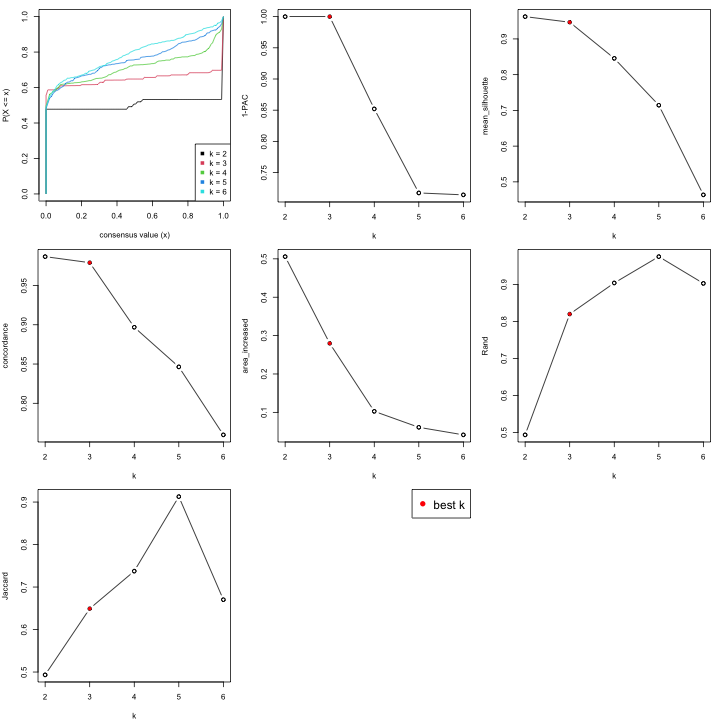 P(X <= x)
1.0
0.8
0.6
0.4
0.2
0.0
k = 2
k = 3
k = 4
k = 5
k = 6
0.0 0.2 0.4 0.6 0.8 1.0
consensus value (x)
1-PAC
1.00
0.95
0.90
0.85
0.80
0.75
2 3 4 5 6
k
mean_silhouette
0.9
0.8
0.7
0.6
0.5
2 3 4 5 6
k
concordance
0.95
0.90
0.85
0.80
2 3 4 5 6
k
area_increased
0.5
0.4
0.3
0.2
0.1
2 3 4 5 6
k
Rand
0.9
0.8
0.7
0.6
0.5
2 3 4 5 6
k
Jaccard
0.9
0.8
0.7
0.6
0.5
2 3 4 5 6
k
best k